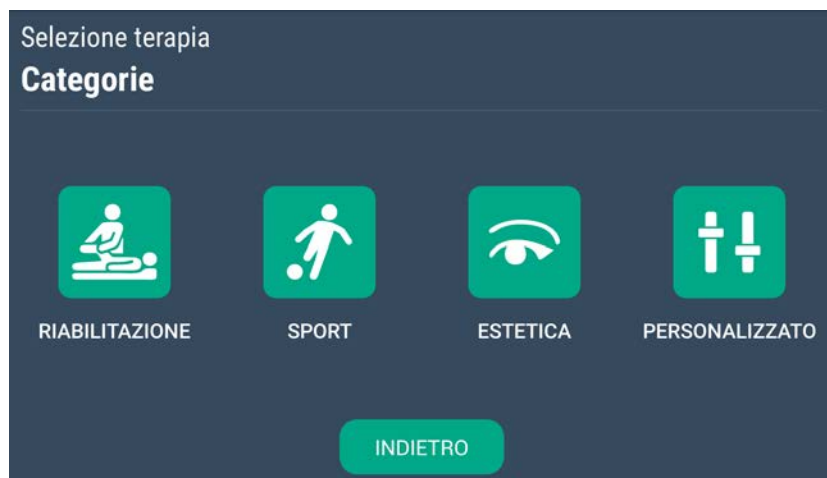 Selezione terapia
Categorie
RIABILITAZIONE
SPORT
ESTETICA
PERSONALIZZATO
INDIETRO